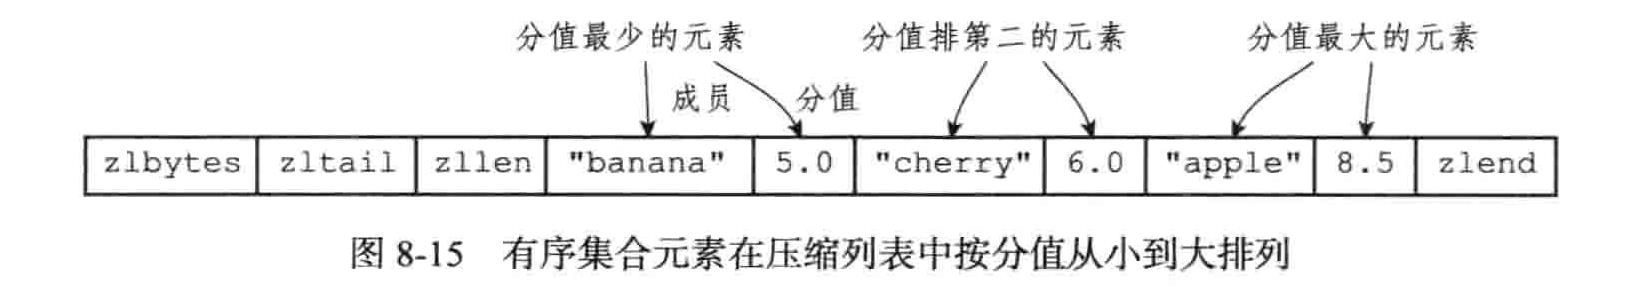 分值最少的元素 分值排第二的元素 分值最大的元素
成员 分值
zlbytes zltail zllen "banana" 5.0 "cherry" 6.0 "apple" 8.5 zlend
图 8-15 有序集合元素在压缩列表中按分值从小到大排列